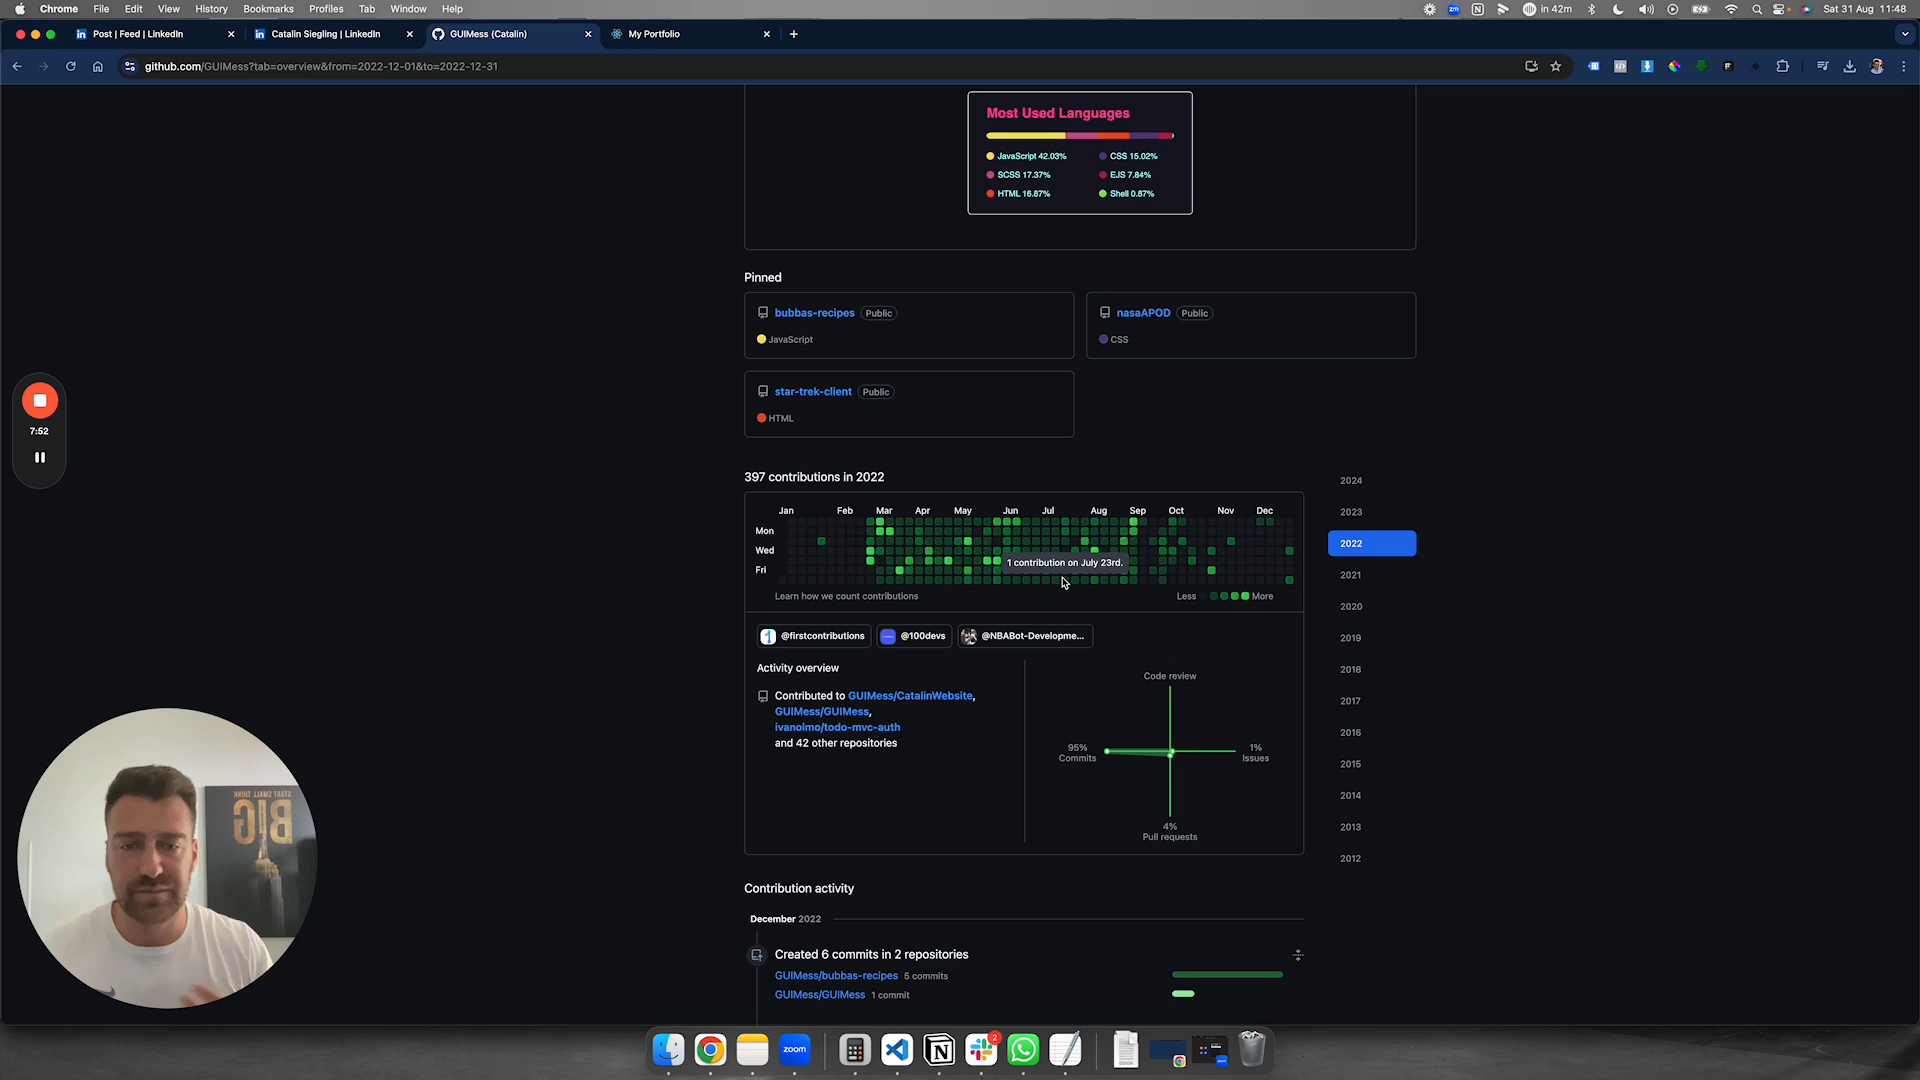 Chrome File Edit View History Bookmarks Profiles Tab Window Help
zm in 42m Sat 31 Aug 11:48
Post | Feed | LinkedIn
Catalin Siegling | LinkedIn
GUIMess (Catalin)
My Portfolio
github.com/GUIMess?tab=overview&from=2022-12-01&to=2022-12-31
Most Used Languages
JavaScript 42.03% CSS 15.02%
SCSS 17.37% EJS 7.84%
HTML 16.87% Shell 0.87%
Pinned
bubbas-recipes Public
JavaScript
nasaAPOD Public
CSS
star-trek-client Public
HTML
7:52
397 contributions in 2022
Jan Feb Mar Apr May Jun Jul Aug Sep Oct Nov Dec
Mon
Wed
Fri
1 contribution on July 23rd.
Learn how we count contributions
Less More
2024
2023
2022
2021
2020
2019
2018
2017
2016
2015
2014
2013
2012
@firstcontributions @100devs @NBABot-Developme...
Activity overview
Contributed to GUIMess/CatalinWebsite,
GUIMess/GUIMess,
ivanolmo/todo-mvc-auth
and 42 other repositories
Code review
95%
Commits
1%
Issues
4%
Pull requests
START SMALL THINK
BIG
Contribution activity
December 2022
Created 6 commits in 2 repositories
GUIMess/bubbas-recipes 5 commits
GUIMess/GUIMess 1 commit
zoom
2